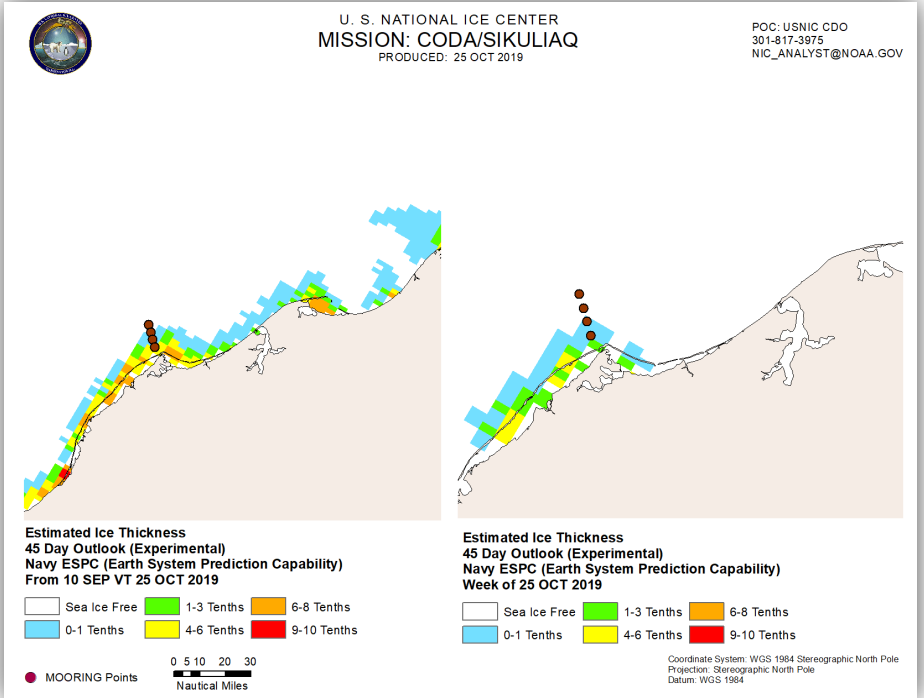 U. S. NATIONAL ICE CENTER
MISSION: CODA/SIKULIAQ
PRODUCED: 25 OCT 2019
POC: USNIC CDO
301-817-3975
NIC_ANALYST@NOAA.GOV
Estimated Ice Thickness
45 Day Outlook (Experimental)
Navy ESPC (Earth System Prediction Capability)
From 10 SEP VT 25 OCT 2019
Sea Ice Free
1-3 Tenths
6-8 Tenths
0-1 Tenths
4-6 Tenths
9-10 Tenths
MOORING Points
0 5 10 20 30
Nautical Miles
Estimated Ice Thickness
45 Day Outlook (Experimental)
Navy ESPC (Earth System Prediction Capability)
Week of 25 OCT 2019
Sea Ice Free
1-3 Tenths
6-8 Tenths
0-1 Tenths
4-6 Tenths
9-10 Tenths
Coordinate System: WGS 1984 Stereographic North Pole
Projection: Stereographic North Pole
Datum: WGS 1984